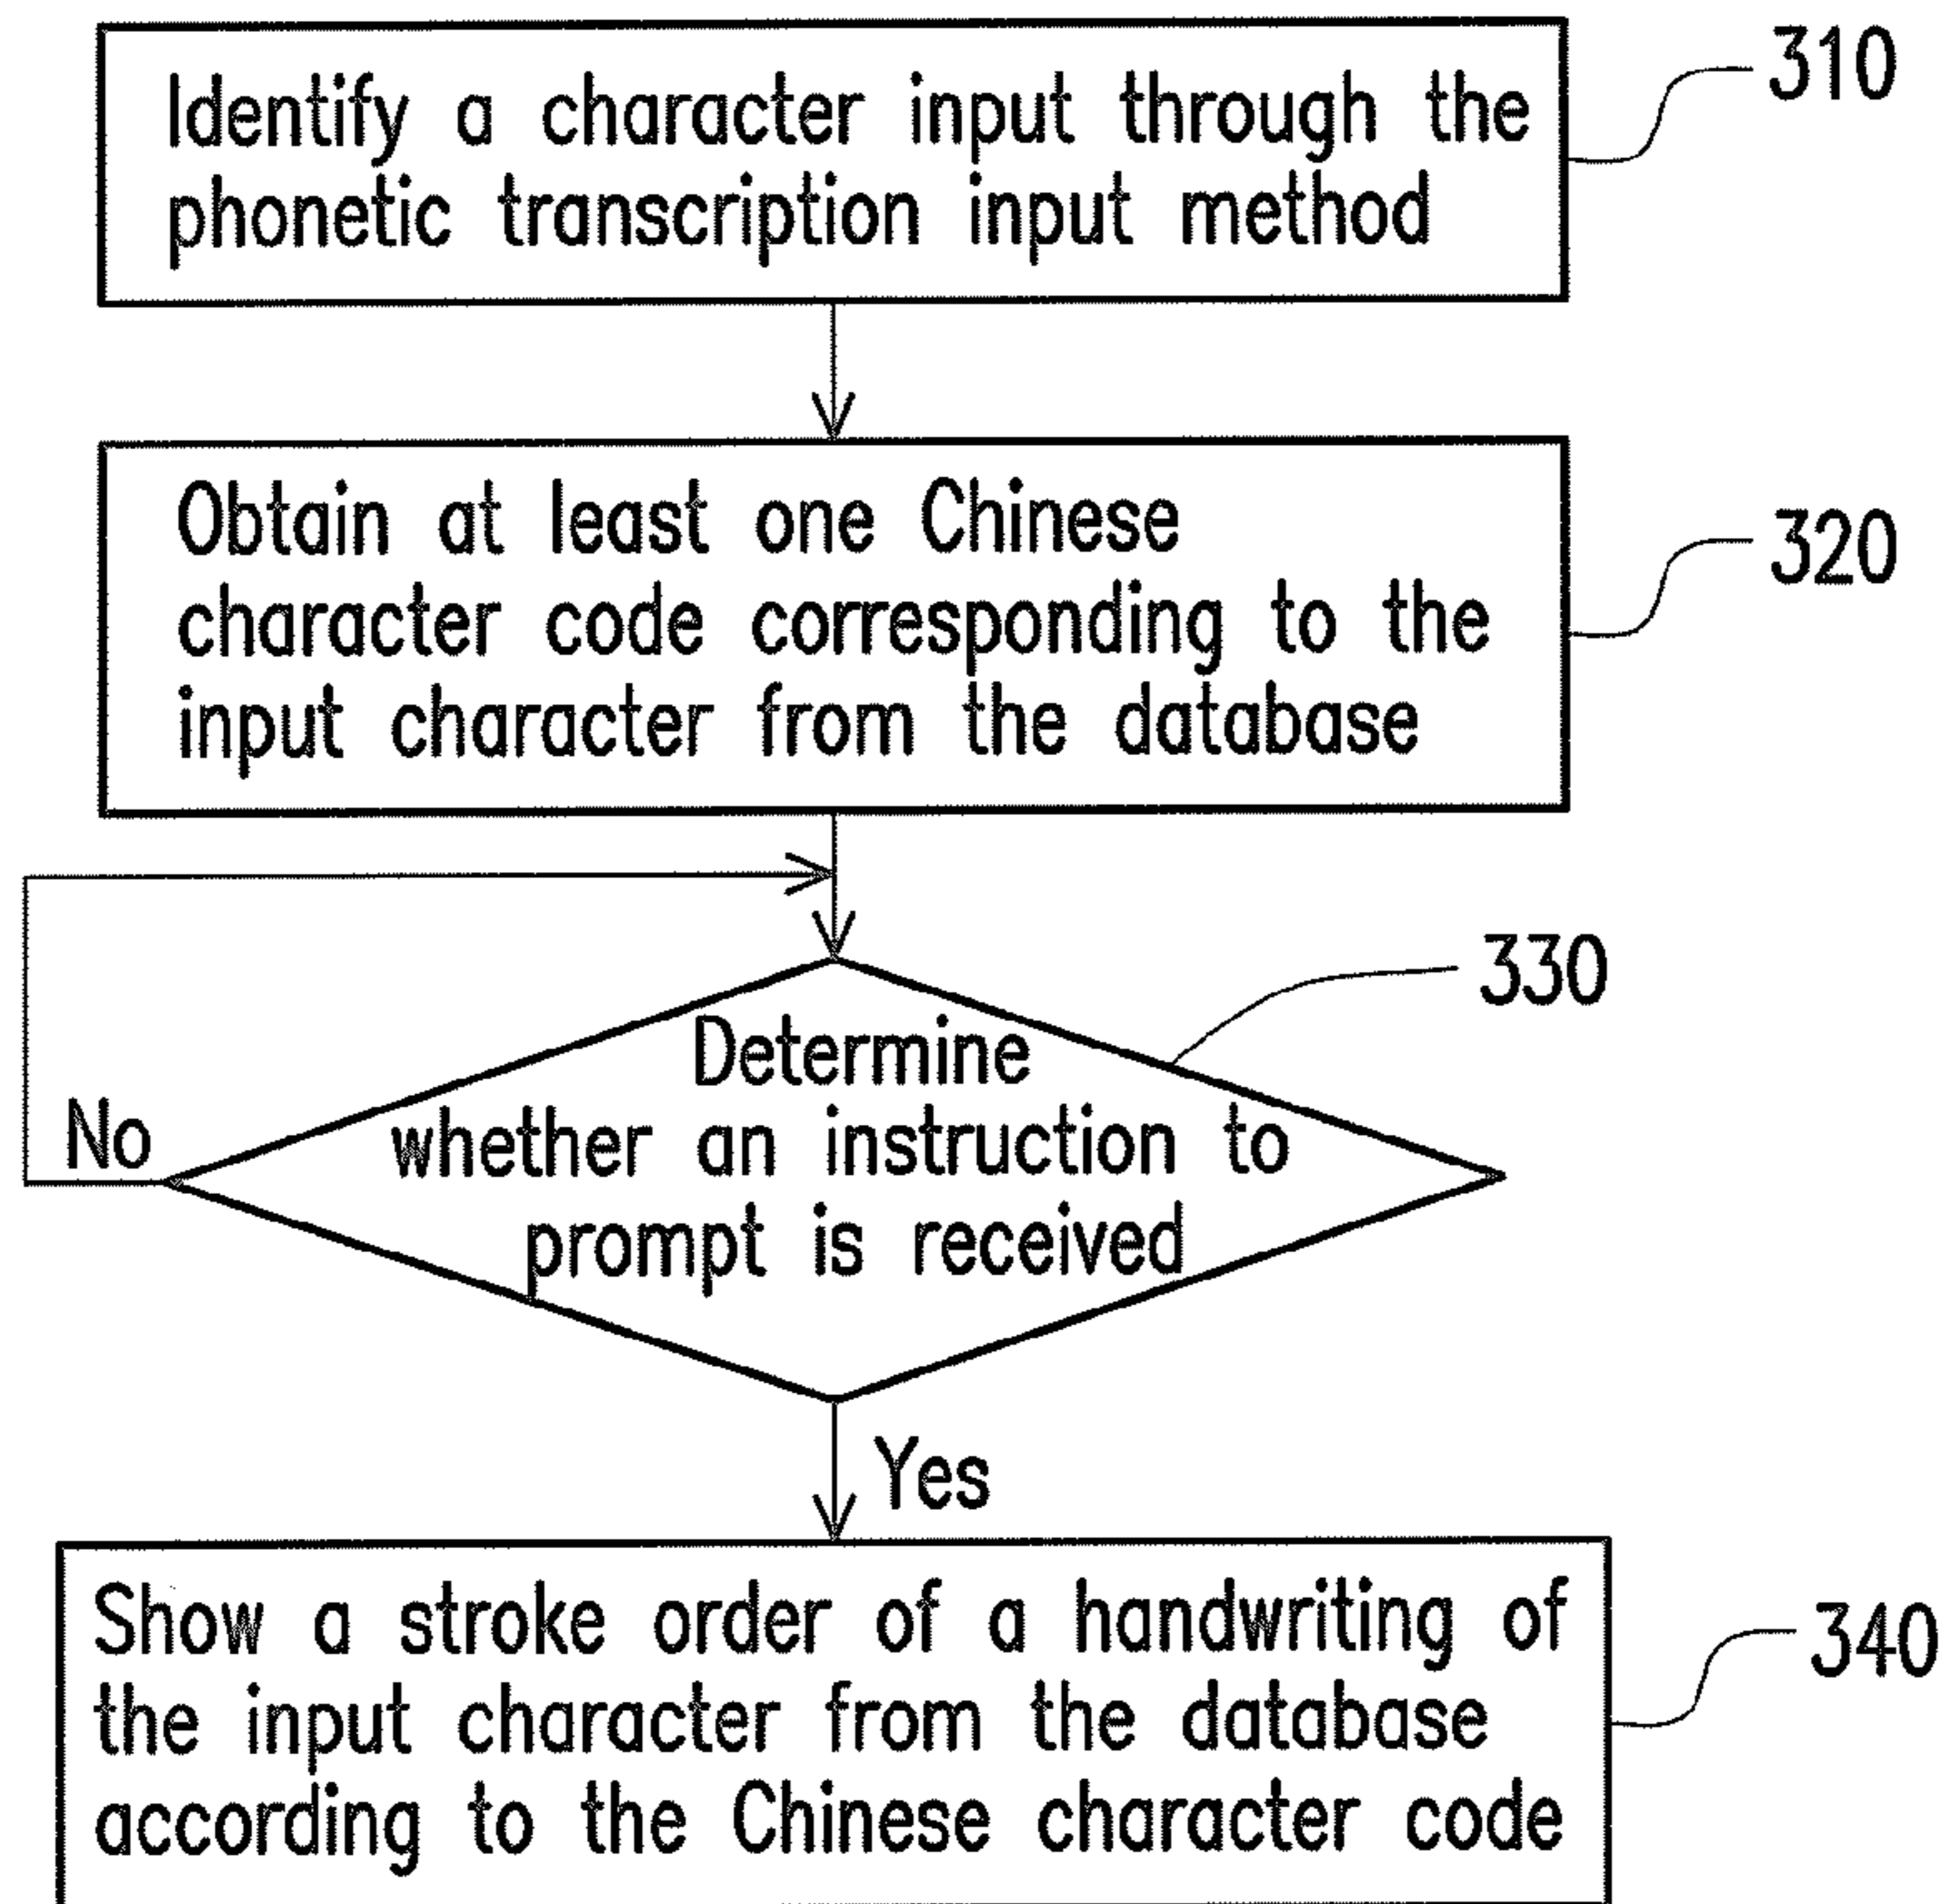 Identify a character input through the
phonetic transcription input method
310
Obtain at least one Chinese
character code corresponding to the
input character from the database
320
Determine
whether an instruction to
prompt is received
330
No
Yes
Show a stroke order of a handwriting of
the input character from the database
according to the Chinese character code
340